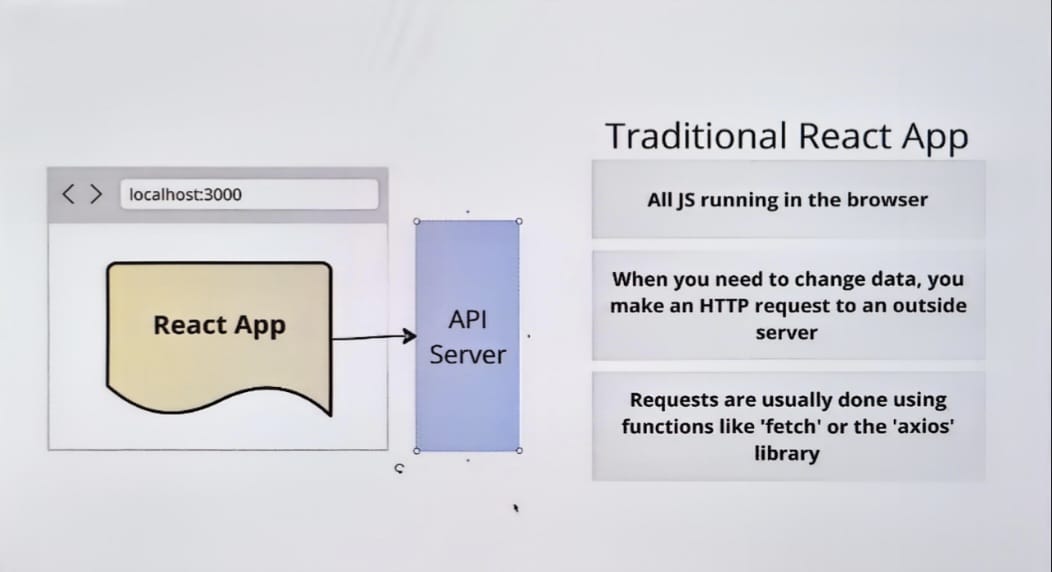 Traditional React App
localhost:3000
All JS running in the browser
React App
API
Server
When you need to change data, you
make an HTTP request to an outside
server
Requests are usually done using
functions like 'fetch' or the 'axios'
library